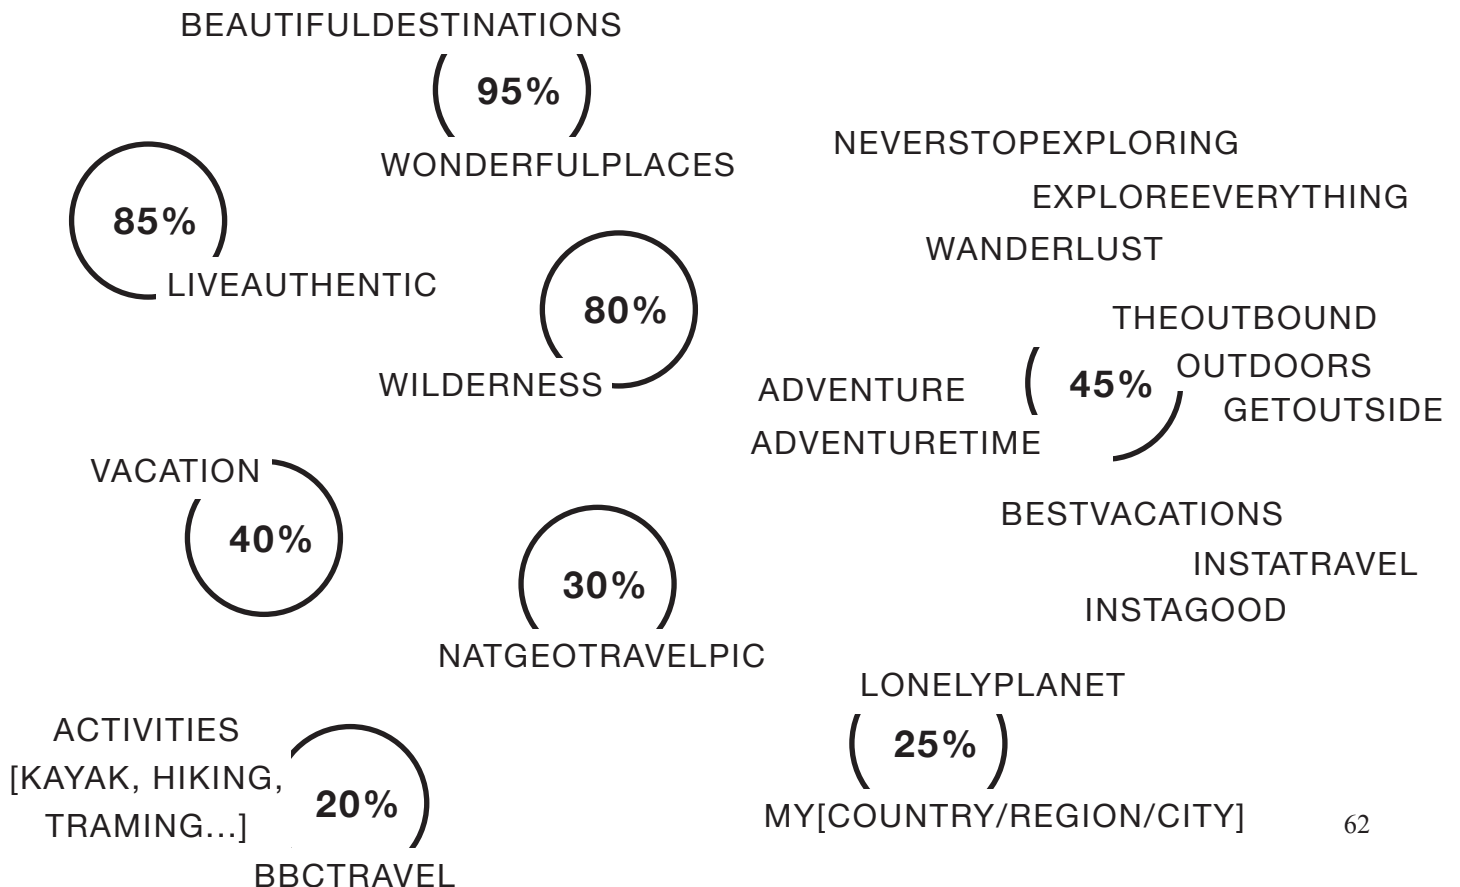 BEAUTIFULDESTINATIONS
95%
WONDERFULPLACES
NEVERSTOPEXPLORING
EXPLOREEVERYTHING
WANDERLUST
85%
LIVEAUTHENTIC
80%
WILDERNESS
THEOUTBOUND
OUTDOORS
GETOUTSIDE
45%
ADVENTURE
ADVENTURETIME
VACATION
40%
BESTVACATIONS
INSTATRAVEL
INSTAGOOD
30%
NATGEOTRAVELPIC
LONELYPLANET
25%
MY[COUNTRY/REGION/CITY]
ACTIVITIES
[KAYAK, HIKING,
TRAMING...]
20%
BBCTRAVEL
62